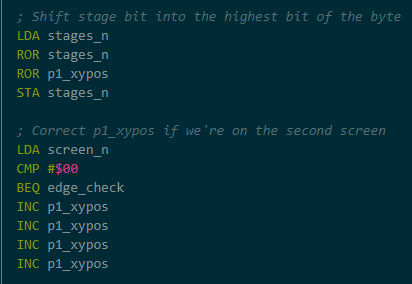 ; Shift stage bit into the highest bit of the byte
LDA stages_n
ROR stages_n
ROR p1_xypos
STA stages_n
; Correct p1_xypos if we're on the second screen
LDA screen_n
CMP #$00
BEQ edge_check
INC p1_xypos
INC p1_xypos
INC p1_xypos
INC p1_xypos